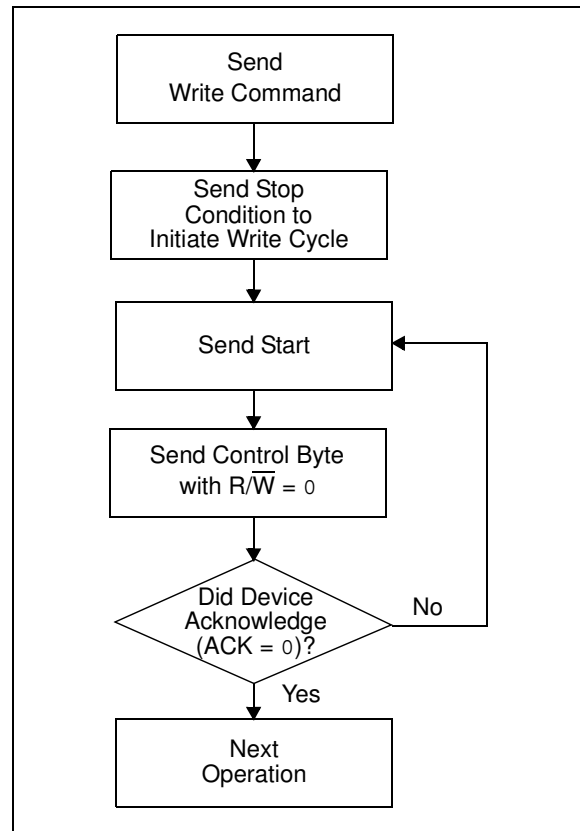 Send
Write Command
Send Stop
Condition to
Initiate Write Cycle
Send Start
Send Control Byte
with R/W̅ = 0
Did Device
Acknowledge
(ACK = 0)?
No
Yes
Next
Operation